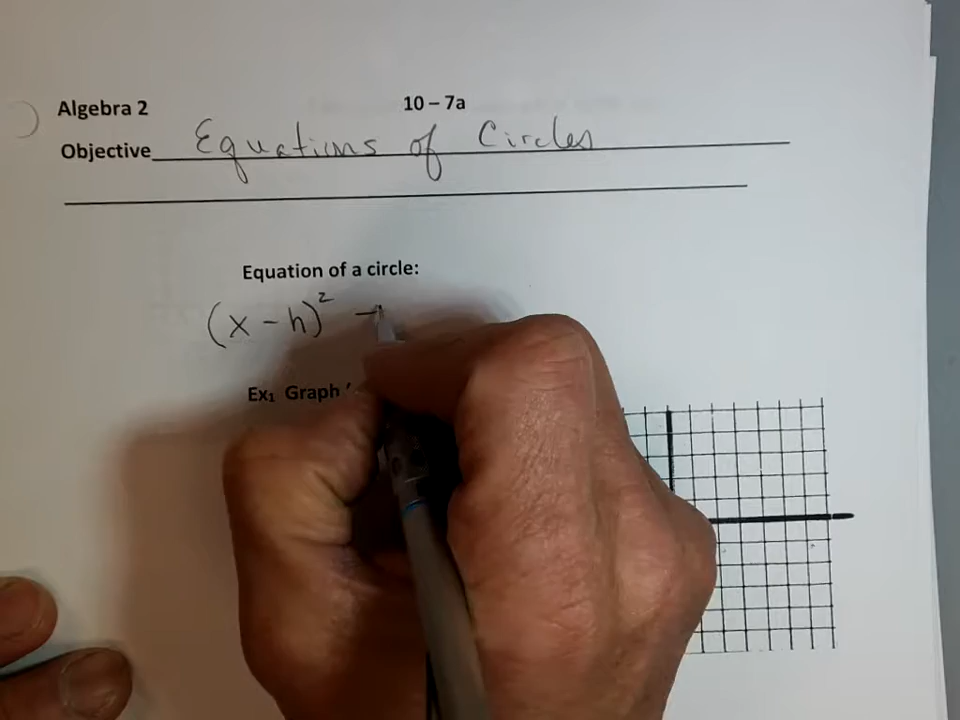 Algebra 2 10 – 7a
Objective Equations of Circles
Equation of a circle:
(x - h)²
Ex₁ Graph